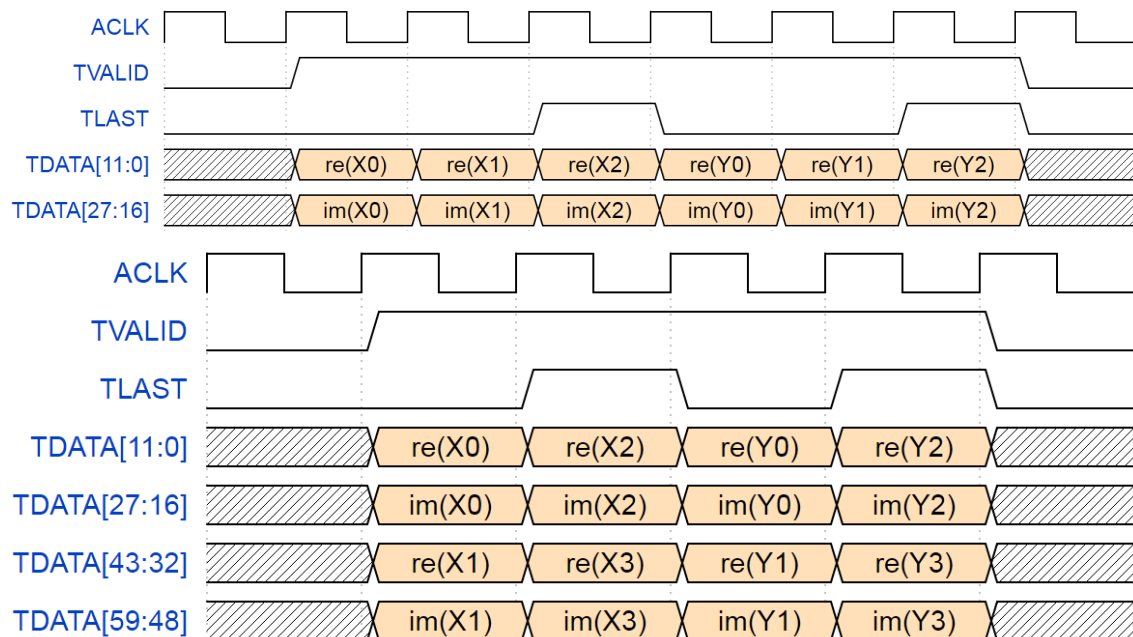 ACLK
TVALID
TLAST
TDATA[11:0] re(X0) re(X1) re(X2) re(Y0) re(Y1) re(Y2)
TDATA[27:16] im(X0) im(X1) im(X2) im(Y0) im(Y1) im(Y2)
ACLK
TVALID
TLAST
TDATA[11:0] re(X0) re(X2) re(Y0) re(Y2)
TDATA[27:16] im(X0) im(X2) im(Y0) im(Y2)
TDATA[43:32] re(X1) re(X3) re(Y1) re(Y3)
TDATA[59:48] im(X1) im(X3) im(Y1) im(Y3)